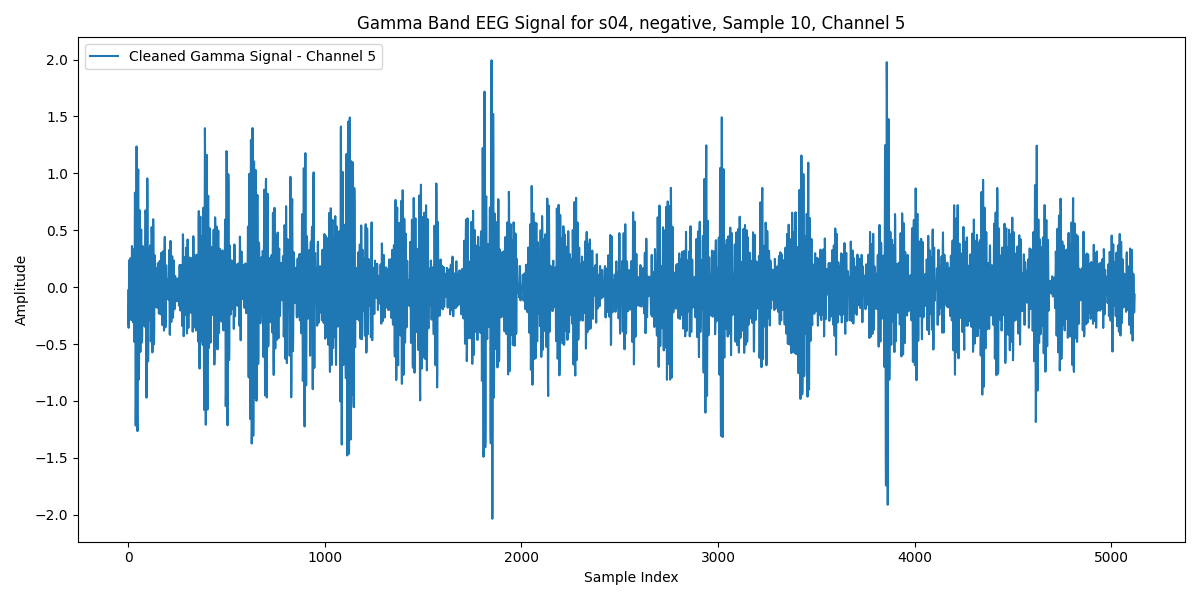 Gamma Band EEG Signal for s04, negative, Sample 10, Channel 5
Cleaned Gamma Signal - Channel 5
2.0
1.5
1.0
0.5
0.0
−0.5
−1.0
−1.5
−2.0
Amplitude
0 1000 2000 3000 4000 5000
Sample Index